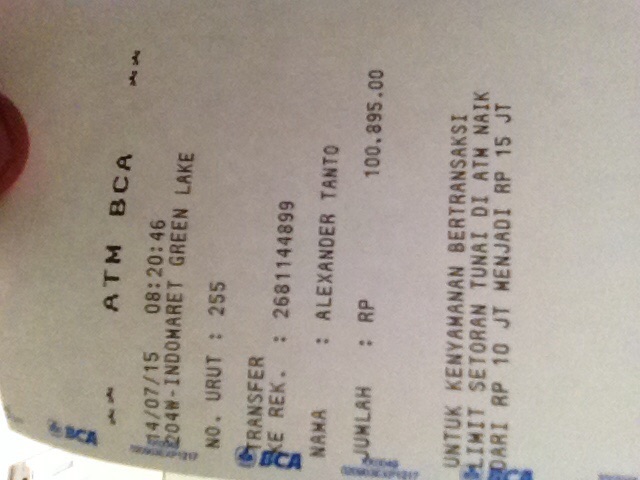 BCA
** ATM BCA **
14/07/15 08:20:46
204W-INDOMARET GREEN LAKE
NO. URUT : 255
TRANSFER
KE REK. : 2681144899
NAMA : ALEXANDER TANTO
JUMLAH : RP 100,895.00
UNTUK KENYAMANAN BERTRANSAKSI
LIMIT SETORAN TUNAI DI ATM NAIK
DARI RP 10 JT MENJADI RP 15 JT
BCA
BCA